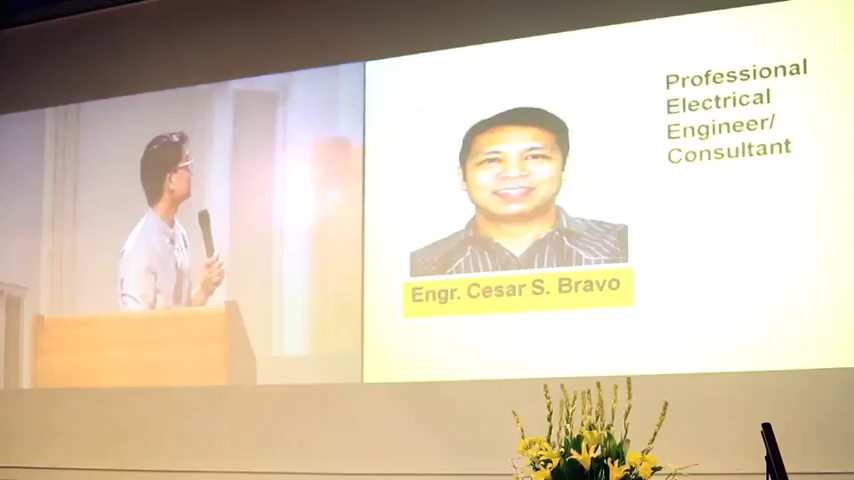 Professional
Electrical
Engineer/
Consultant
Engr. Cesar S. Bravo